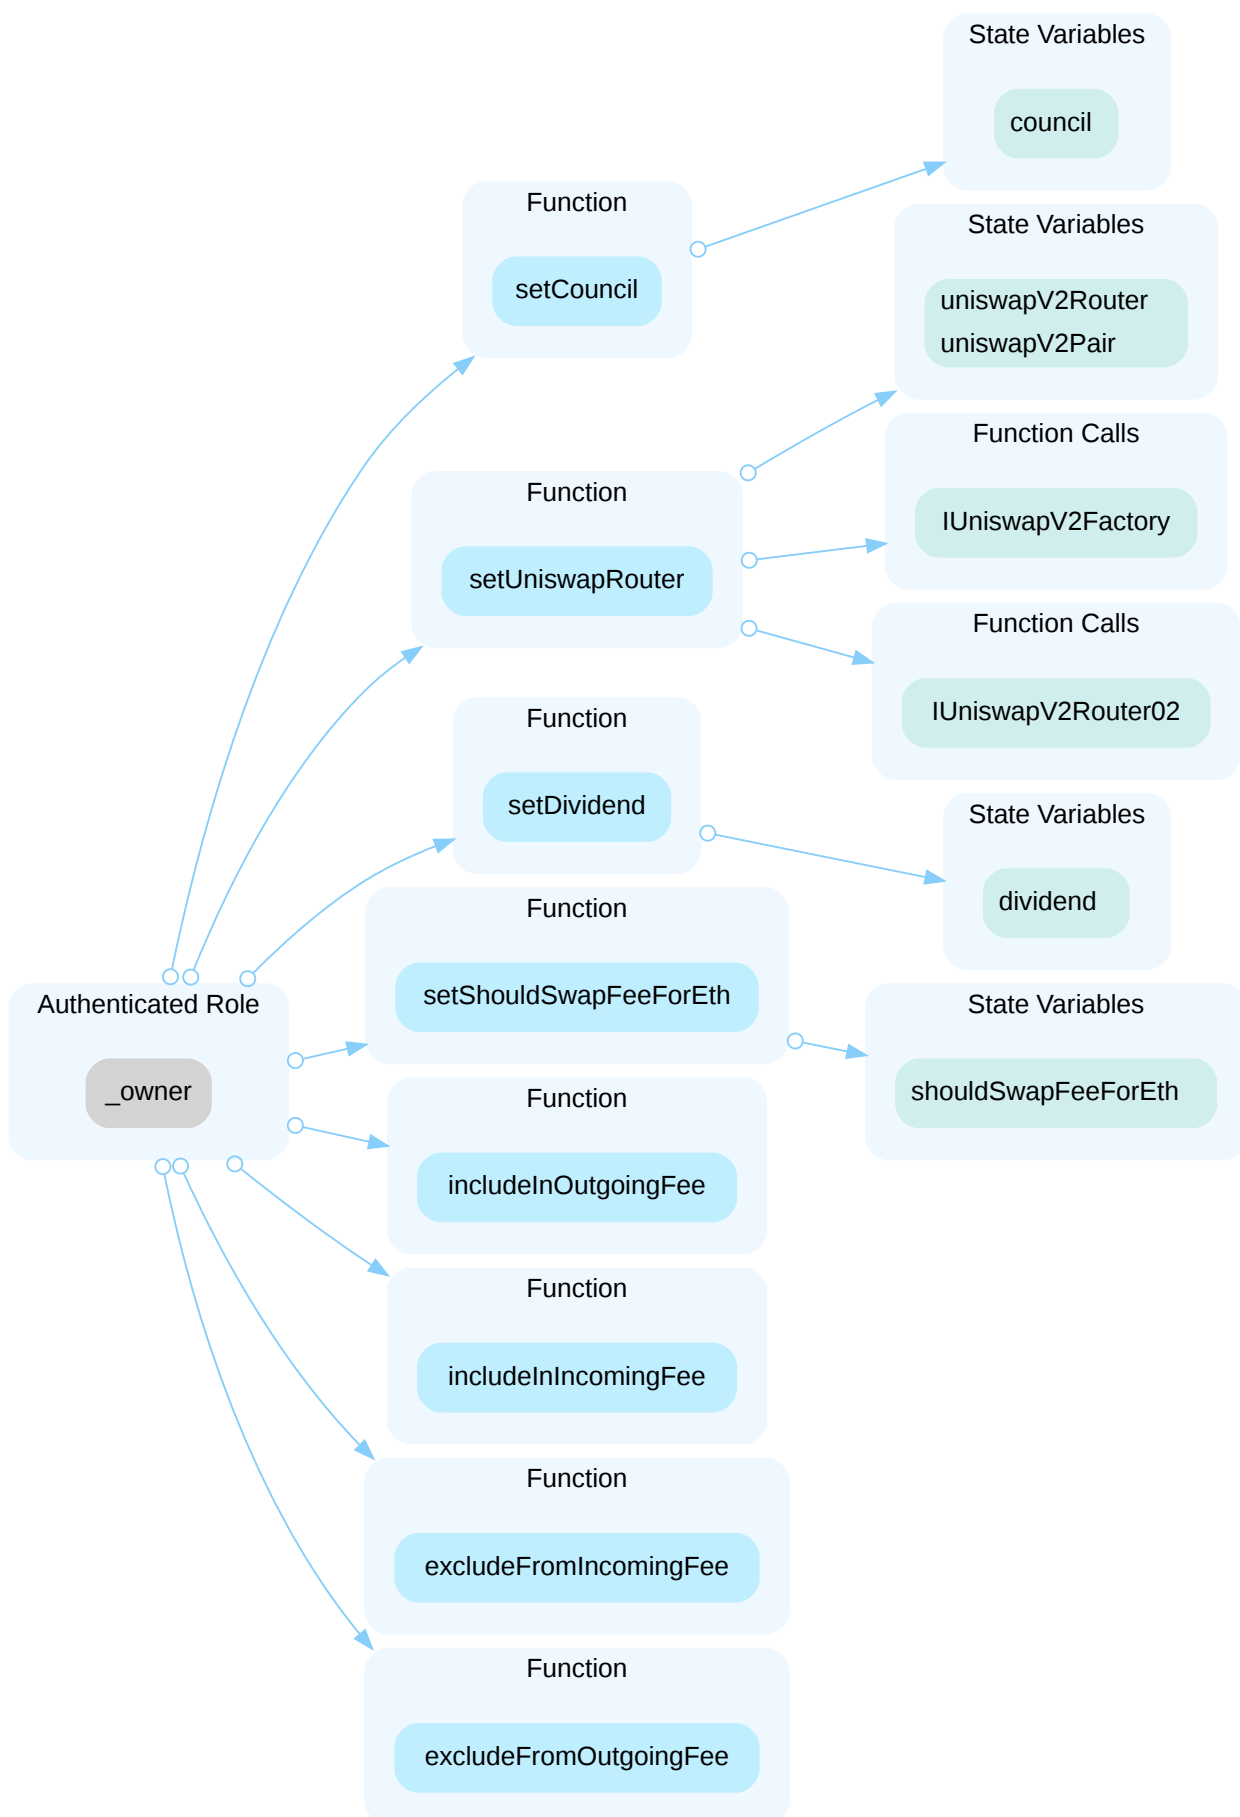 Authenticated Role
_owner
Function
setCouncil
Function
setUniswapRouter
Function
setDividend
Function
setShouldSwapFeeForEth
Function
includeInOutgoingFee
Function
includeInIncomingFee
Function
excludeFromIncomingFee
Function
excludeFromOutgoingFee
State Variables
council
State Variables
uniswapV2Router
uniswapV2Pair
Function Calls
IUniswapV2Factory
Function Calls
IUniswapV2Router02
State Variables
dividend
State Variables
shouldSwapFeeForEth